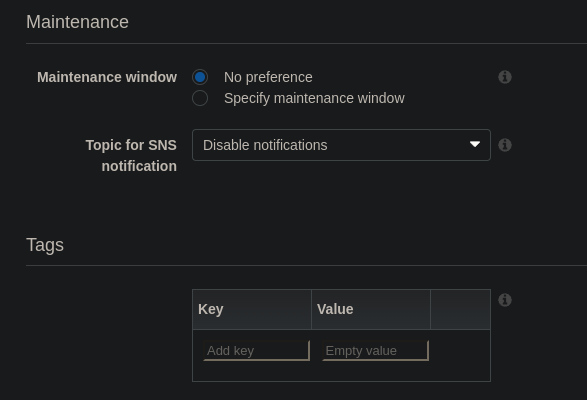 Maintenance
Maintenance window
No preference
Specify maintenance window
Topic for SNS
notification
Disable notifications
Tags
Key Value
Add key Empty value